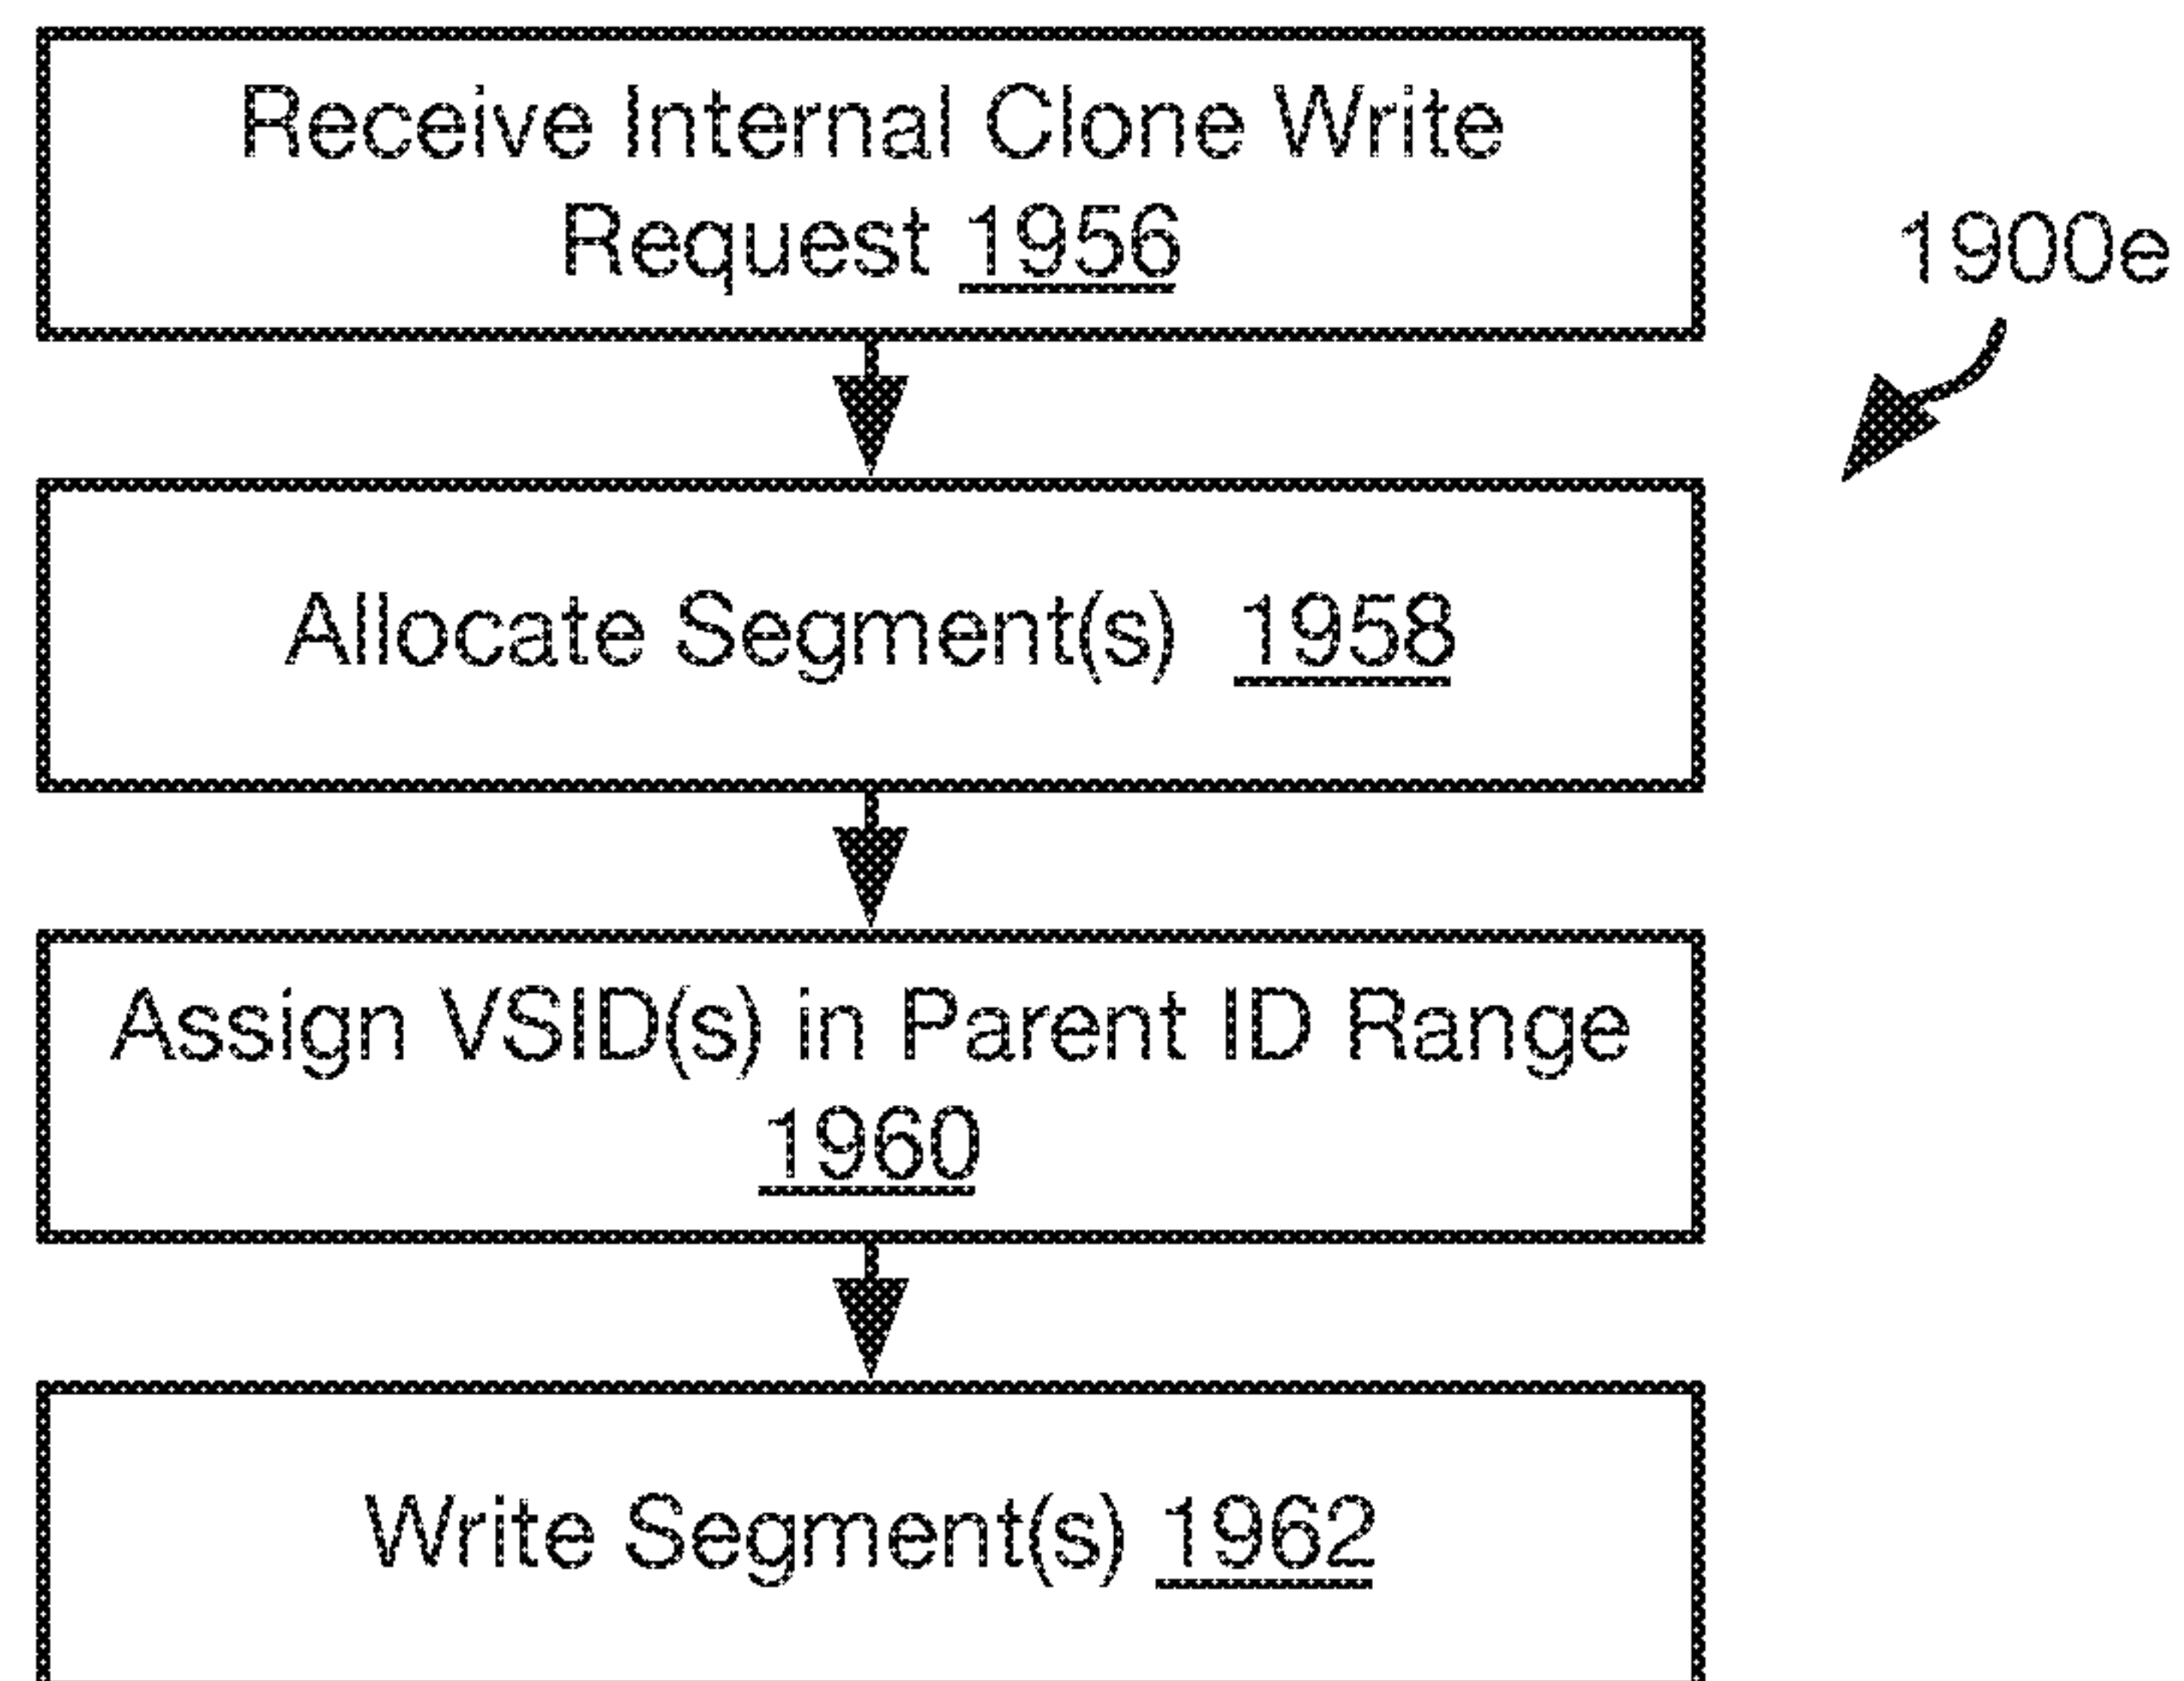 Receive Internal Clone Write
Request 1956
1900e
Allocate Segment(s) 1958
Assign VSID(s) in Parent ID Range
1960
Write Segment(s) 1962